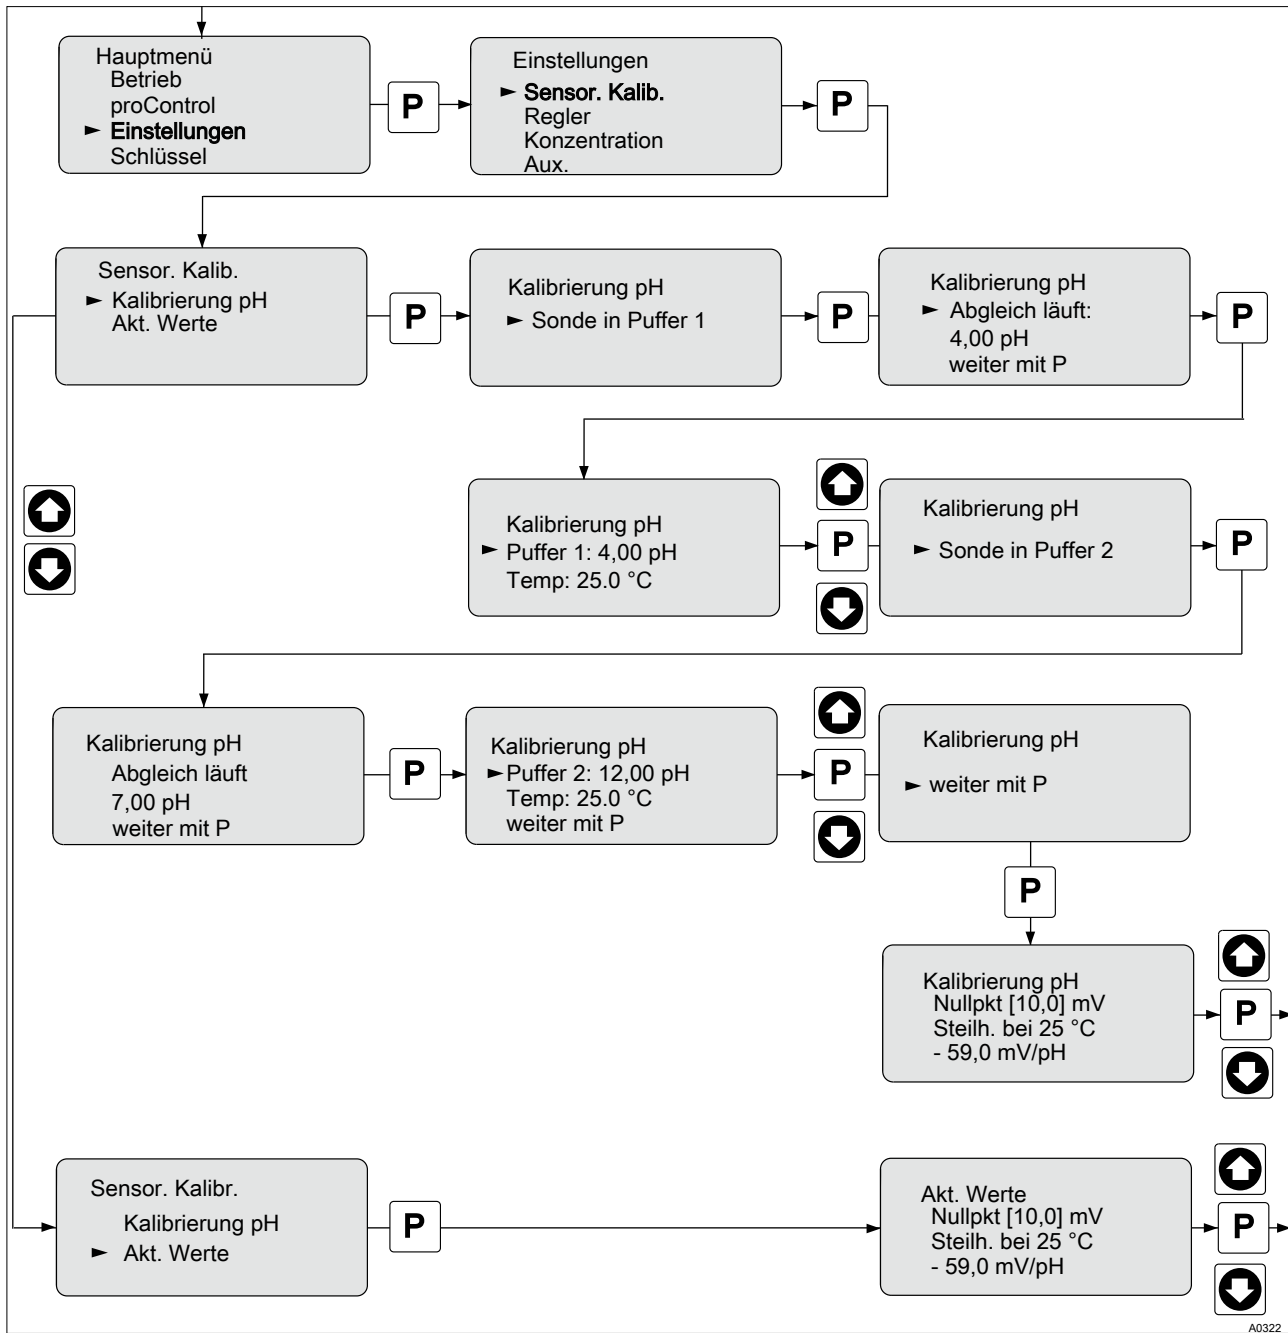 Hauptmenü
Betrieb
proControl
► Einstellungen
Schlüssel
P
Einstellungen
► Sensor. Kalib.
Regler
Konzentration
Aux.
P
Sensor. Kalib.
► Kalibrierung pH
Akt. Werte
P
Kalibrierung pH
► Sonde in Puffer 1
P
Kalibrierung pH
► Abgleich läuft:
4,00 pH
weiter mit P
P
Kalibrierung pH
► Puffer 1: 4,00 pH
Temp: 25.0 °C
P
Kalibrierung pH
► Sonde in Puffer 2
P
Kalibrierung pH
Abgleich läuft
7,00 pH
weiter mit P
P
Kalibrierung pH
► Puffer 2: 12,00 pH
Temp: 25.0 °C
weiter mit P
P
Kalibrierung pH
► weiter mit P
P
Kalibrierung pH
Nullpkt [10,0] mV
Steilh. bei 25 °C
- 59,0 mV/pH
P
Sensor. Kalibr.
Kalibrierung pH
► Akt. Werte
P
Akt. Werte
Nullpkt [10,0] mV
Steilh. bei 25 °C
- 59,0 mV/pH
P
A0322